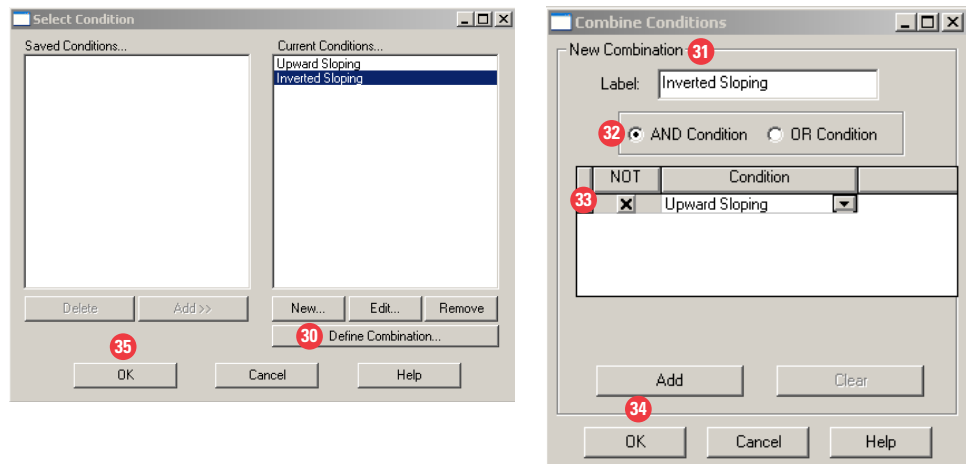 Select Condition
Saved Conditions...
Current Conditions...
Upward Sloping
Inverted Sloping
Delete
Add >>
New...
Edit...
Remove
30 Define Combination...
35
OK
Cancel
Help
Combine Conditions
New Combination 31
Label: Inverted Sloping
32 AND Condition OR Condition
NOT Condition
33 Upward Sloping
Add
Clear
34
OK
Cancel
Help